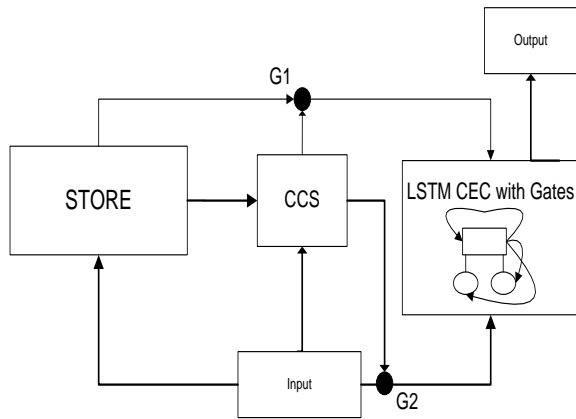 Output
G1
STORE
CCS
LSTM CEC with Gates
Input
G2